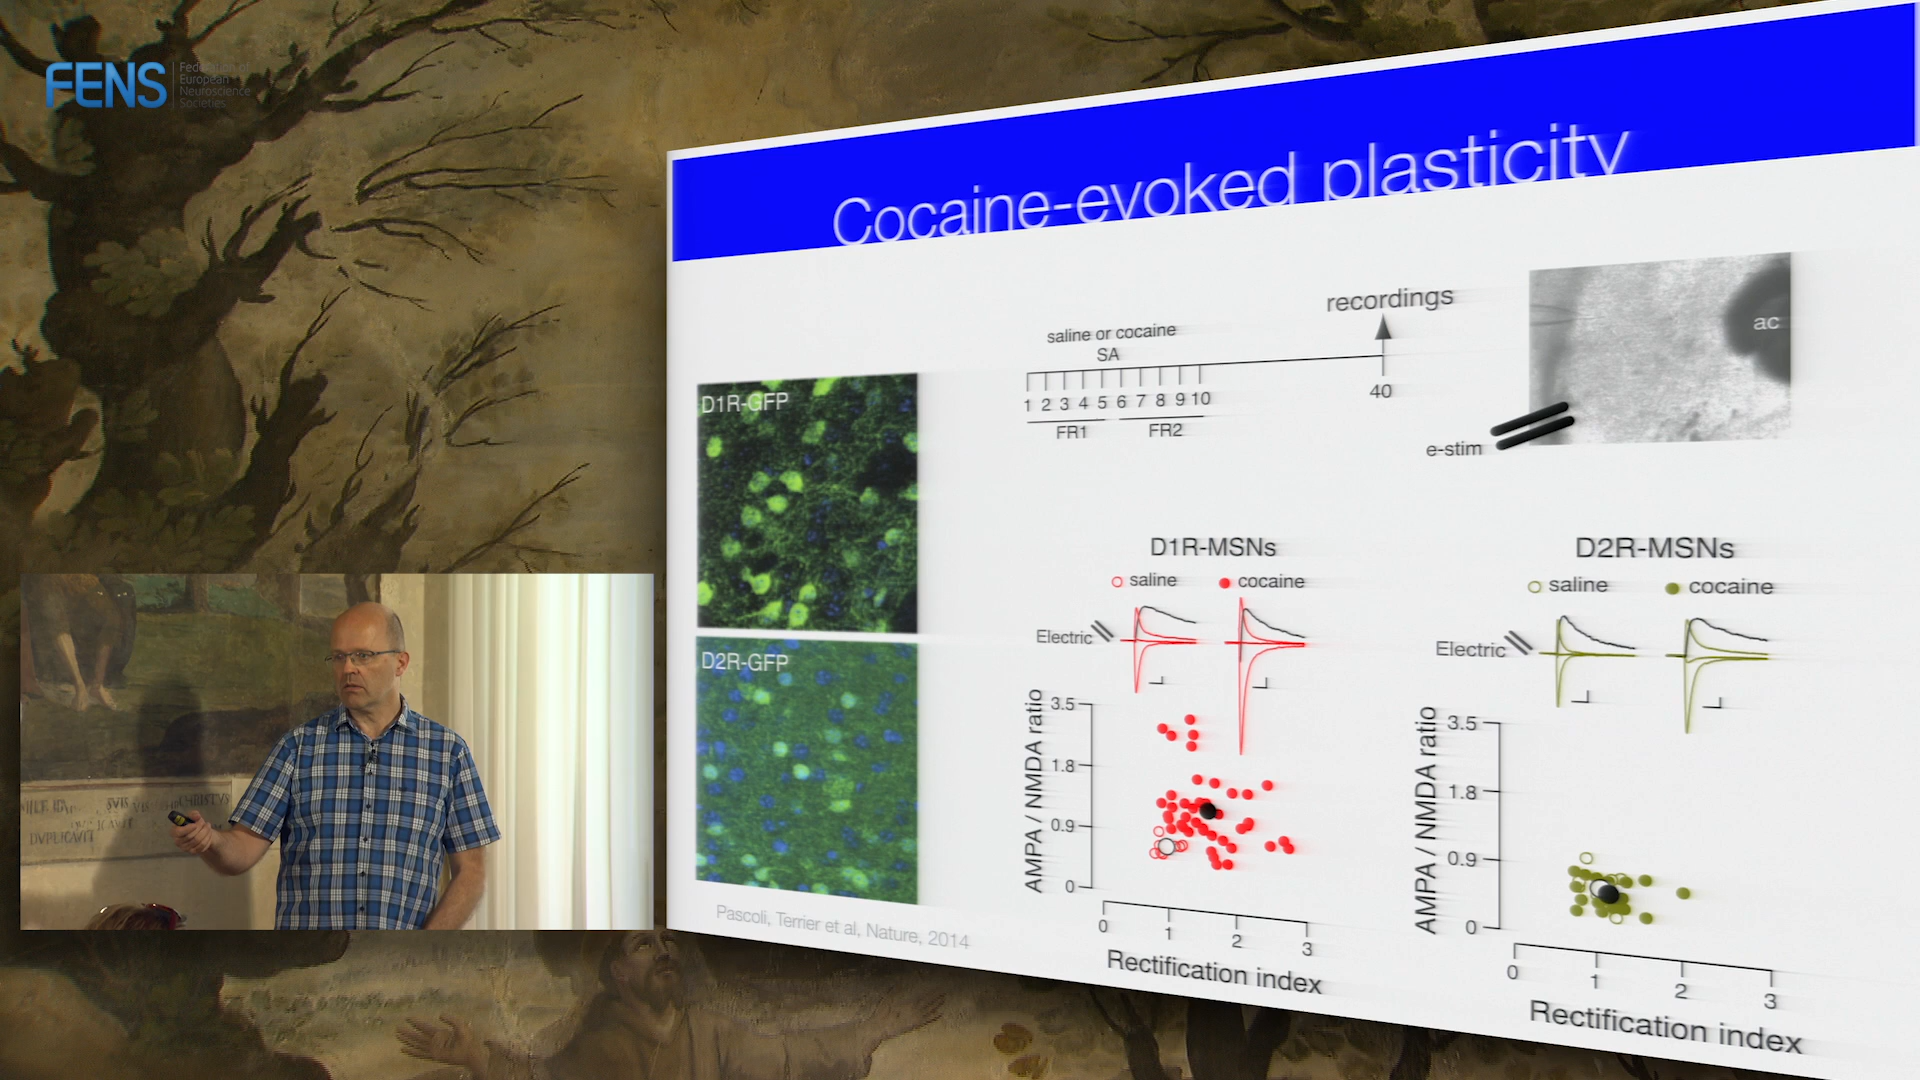 FENS
Federation of
European
Neuroscience
Societies
Cocaine-evoked plasticity
recordings
saline or cocaine
SA
1 2 3 4 5 6 7 8 9 10
40
FR1
FR2
ac
e-stim
D1R-GFP
D2R-GFP
D1R-MSNs
saline
cocaine
Electric
AMPA / NMDA ratio
3.5
1.8
0.9
0
0 1 2 3
Rectification index
D2R-MSNs
saline
cocaine
Electric
AMPA / NMDA ratio
3.5
1.8
0.9
0
0 1 2 3
Rectification index
Pascoli, Terrier et al, Nature, 2014
DVPLICAVIT